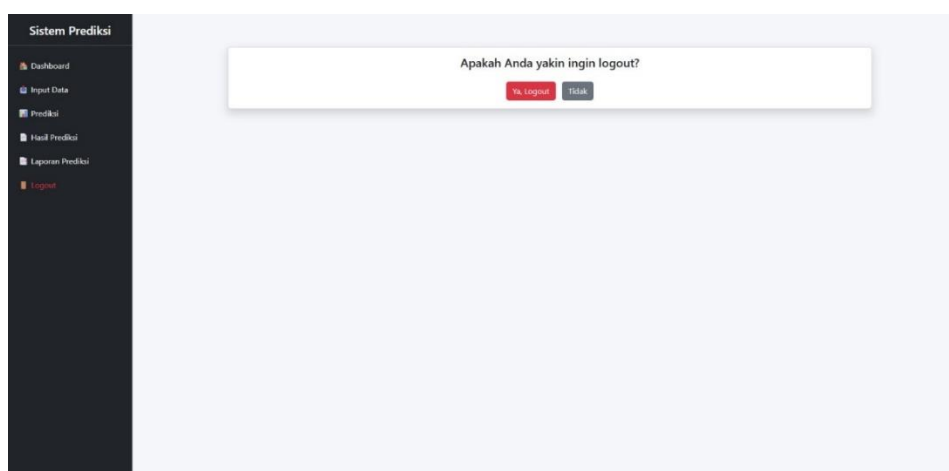 Sistem Prediksi
Dashboard
Input Data
Prediksi
Hasil Prediksi
Laporan Prediksi
Logout
Apakah Anda yakin ingin logout?
Ya, Logout
Tidak